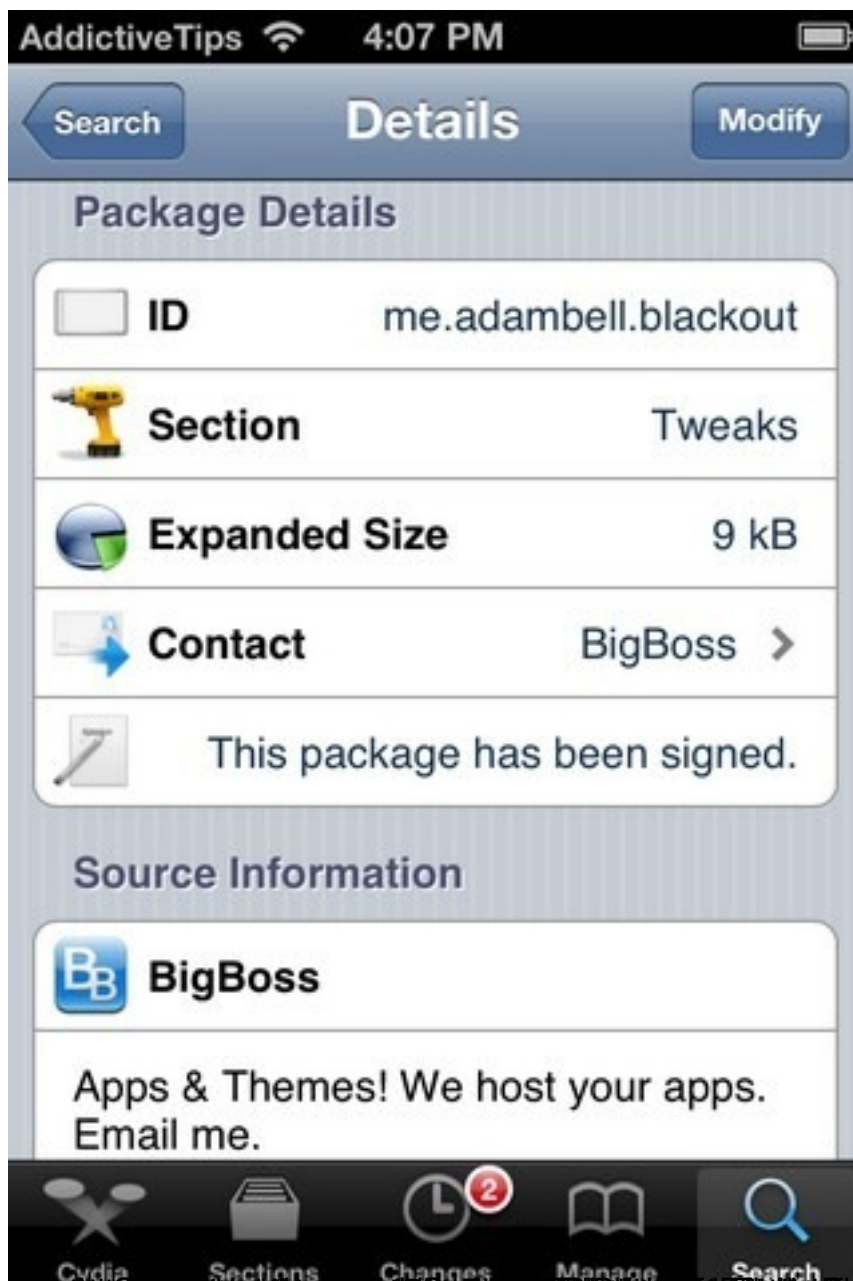 AddictiveTips 4:07 PM
Search Details Modify
Package Details
ID me.adambell.blackout
Section Tweaks
Expanded Size 9 kB
Contact BigBoss
This package has been signed.
Source Information
BB BigBoss
Apps & Themes! We host your apps.
Email me.
2
Cydia Sections Changes Manage Search